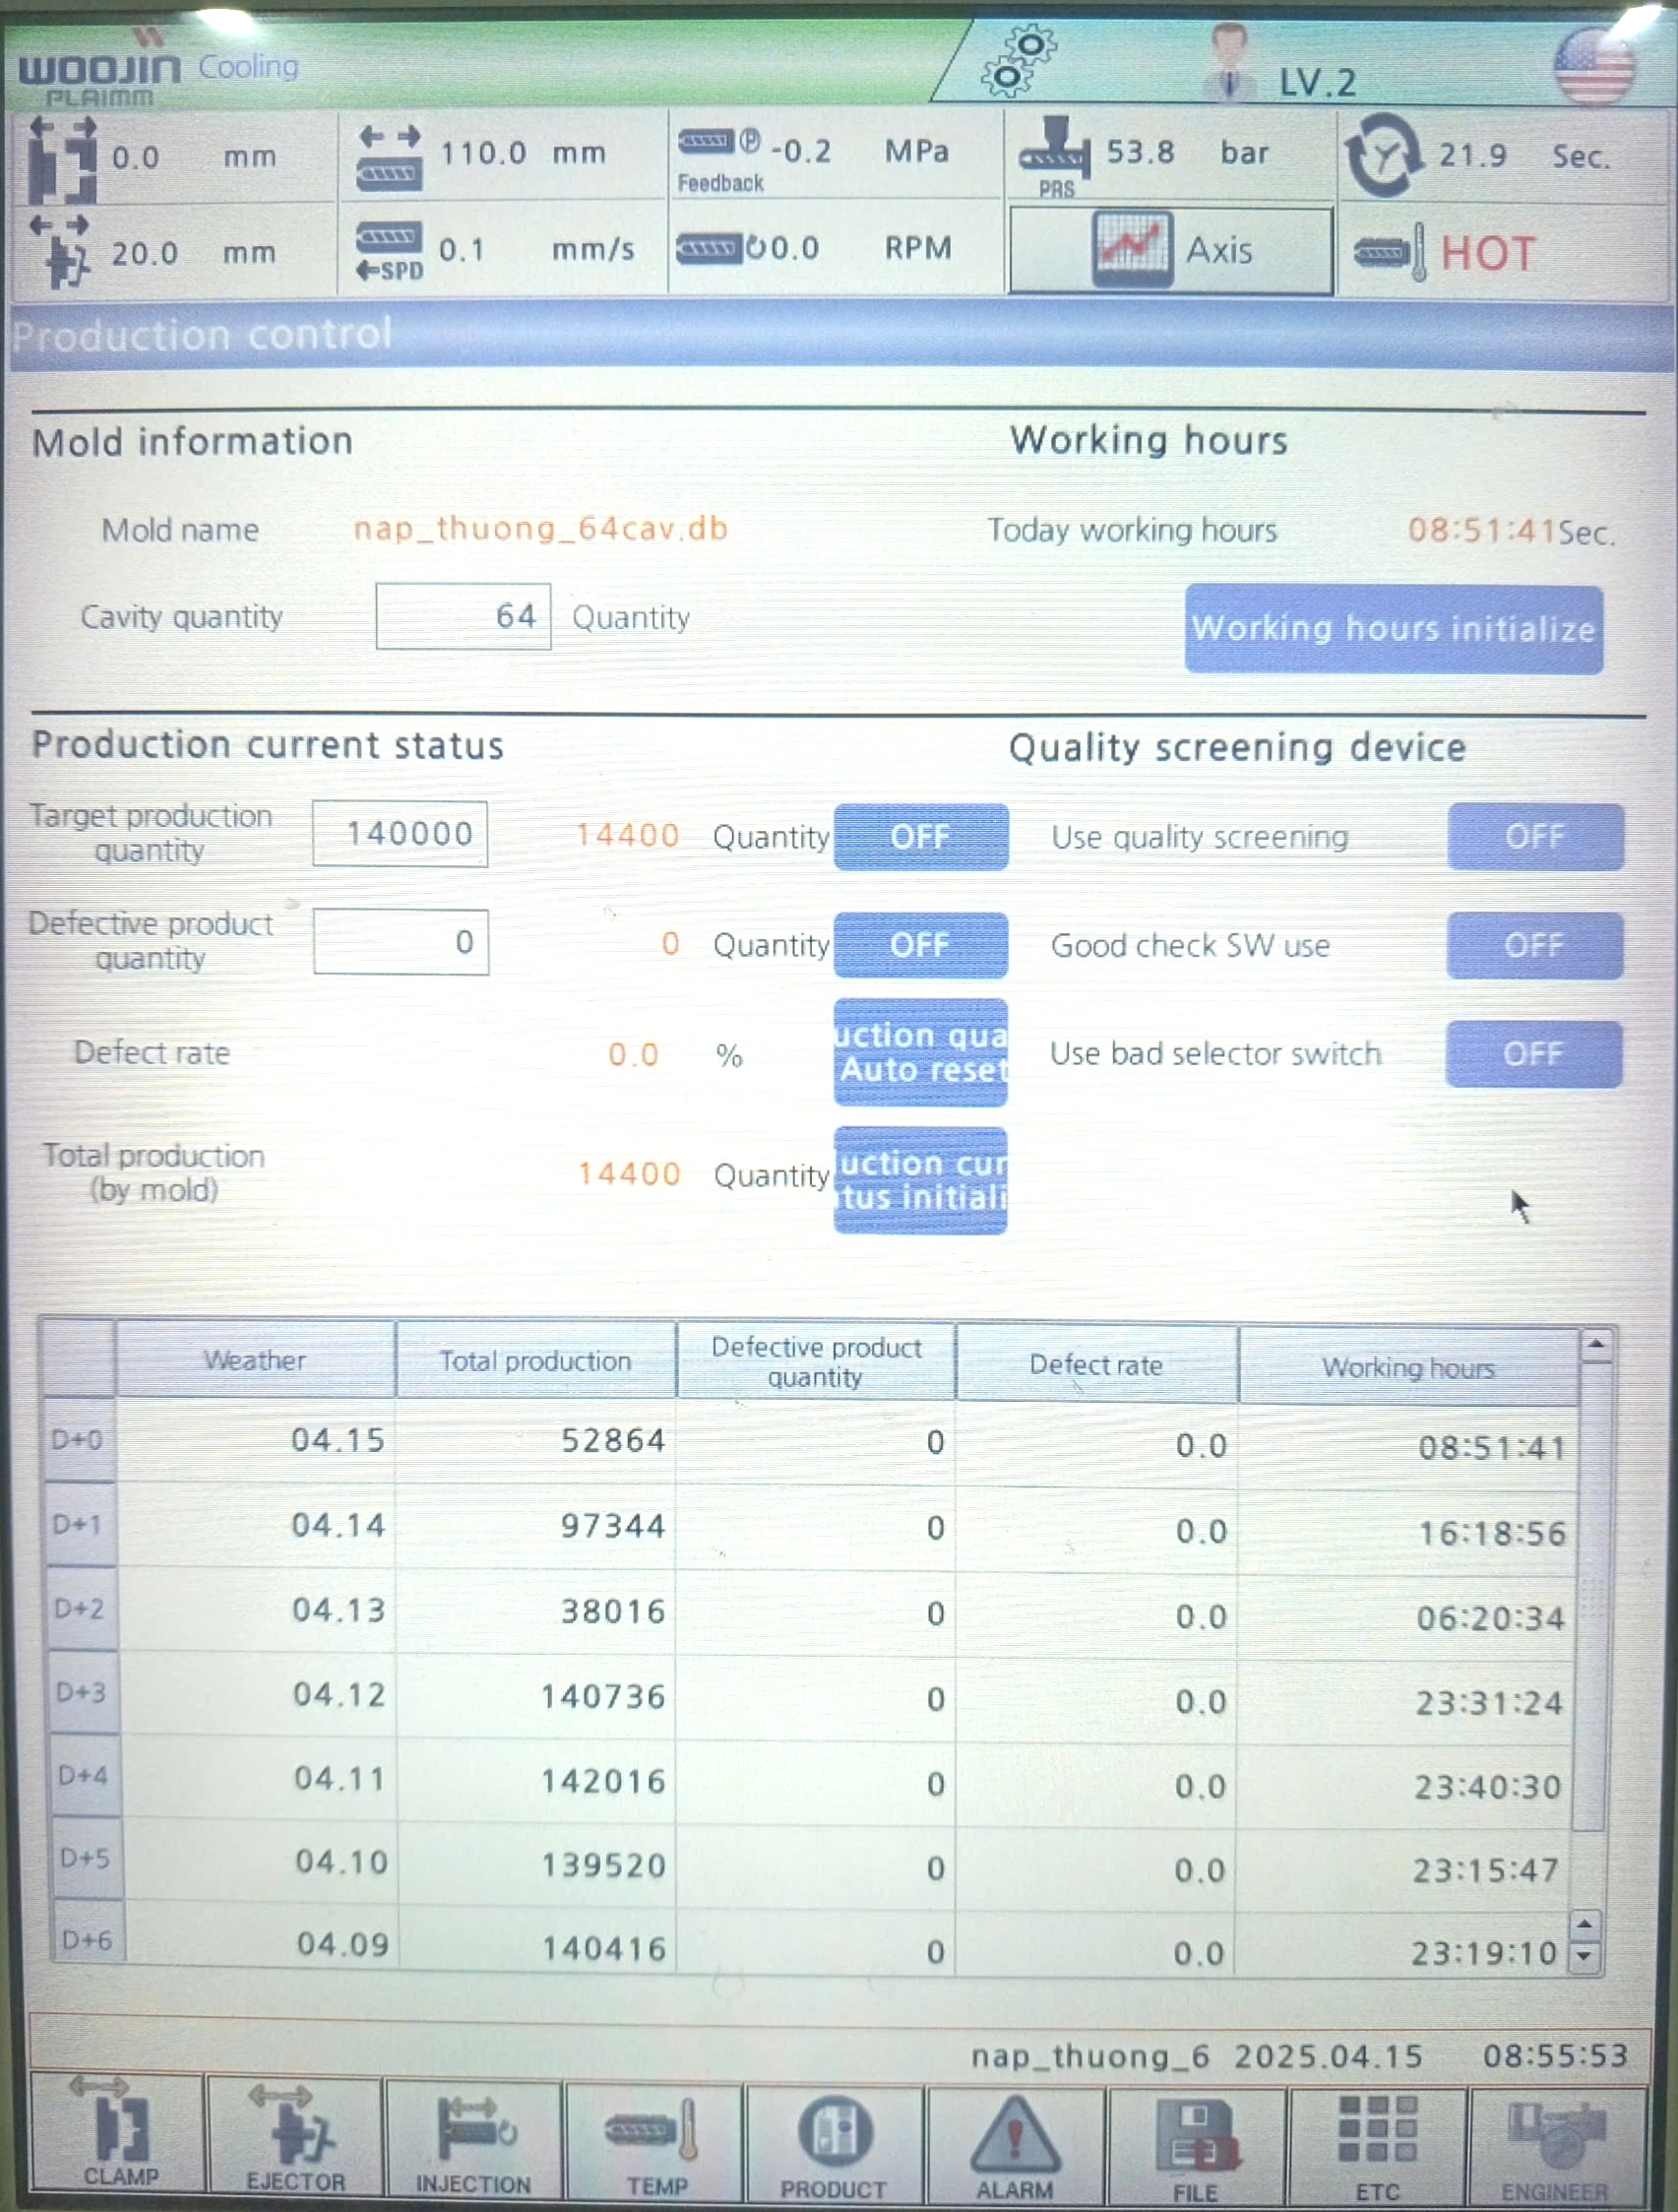 WOOJIN PLAIMM Cooling LV.2
0.0 mm 110.0 mm -0.2 MPa 53.8 bar 21.9 Sec.
Feedback PRS
20.0 mm SPD 0.1 mm/s 0.0 RPM Axis HOT
Production control
Mold information Working hours
Mold name nap_thuong_64cav.db Today working hours 08:51:41 Sec.
Cavity quantity 64 Quantity Working hours initialize
Production current status Quality screening device
Target production quantity 140000 14400 Quantity OFF Use quality screening OFF
Defective product quantity 0 0 Quantity OFF Good check SW use OFF
Defect rate 0.0 % uction qua Auto reset Use bad selector switch OFF
Total production (by mold) 14400 Quantity uction cur tus initiali
Weather Total production Defective product quantity Defect rate Working hours
D+0 04.15 52864 0 0.0 08:51:41
D+1 04.14 97344 0 0.0 16:18:56
D+2 04.13 38016 0 0.0 06:20:34
D+3 04.12 140736 0 0.0 23:31:24
D+4 04.11 142016 0 0.0 23:40:30
D+5 04.10 139520 0 0.0 23:15:47
D+6 04.09 140416 0 0.0 23:19:10
nap_thuong_6 2025.04.15 08:55:53
CLAMP EJECTOR INJECTION TEMP PRODUCT ALARM FILE ETC ENGINEER